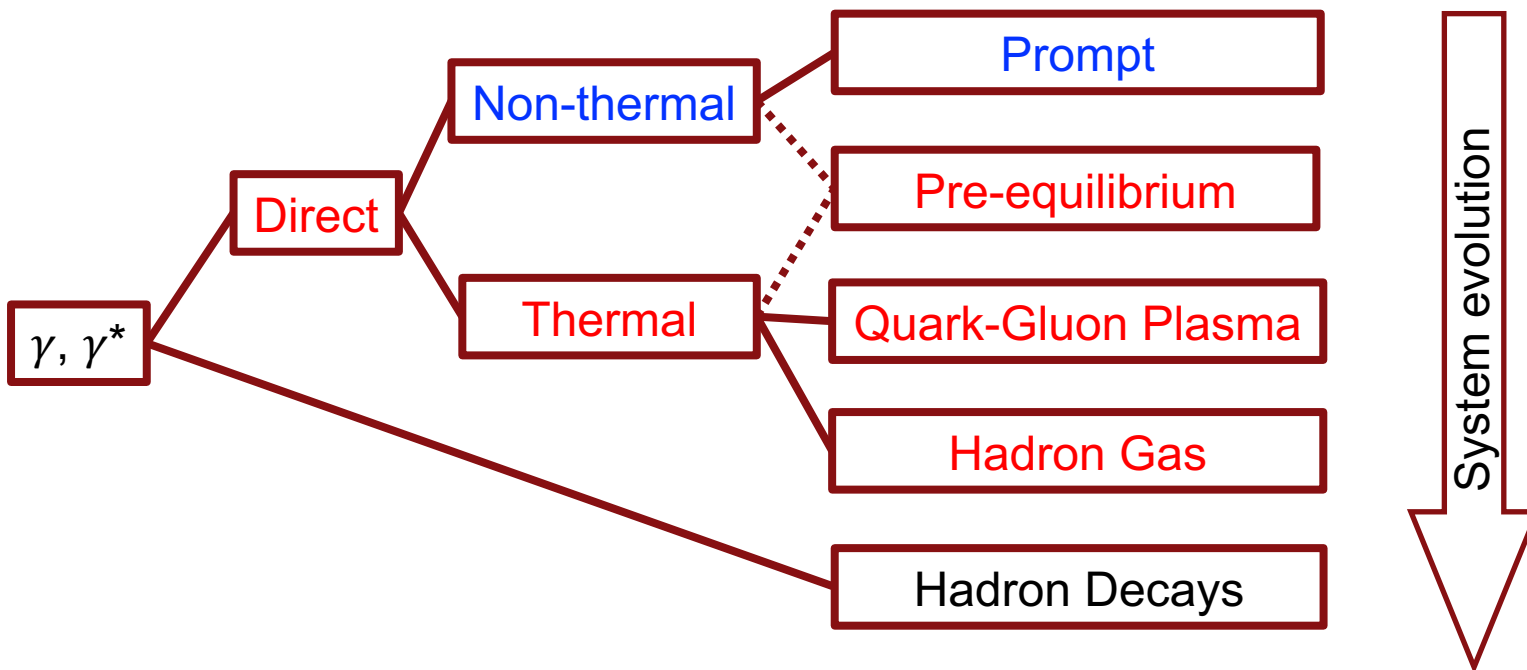 Prompt
Non-thermal
Pre-equilibrium
Direct
Thermal
Quark-Gluon Plasma
γ, γ*
Hadron Gas
Hadron Decays
System evolution